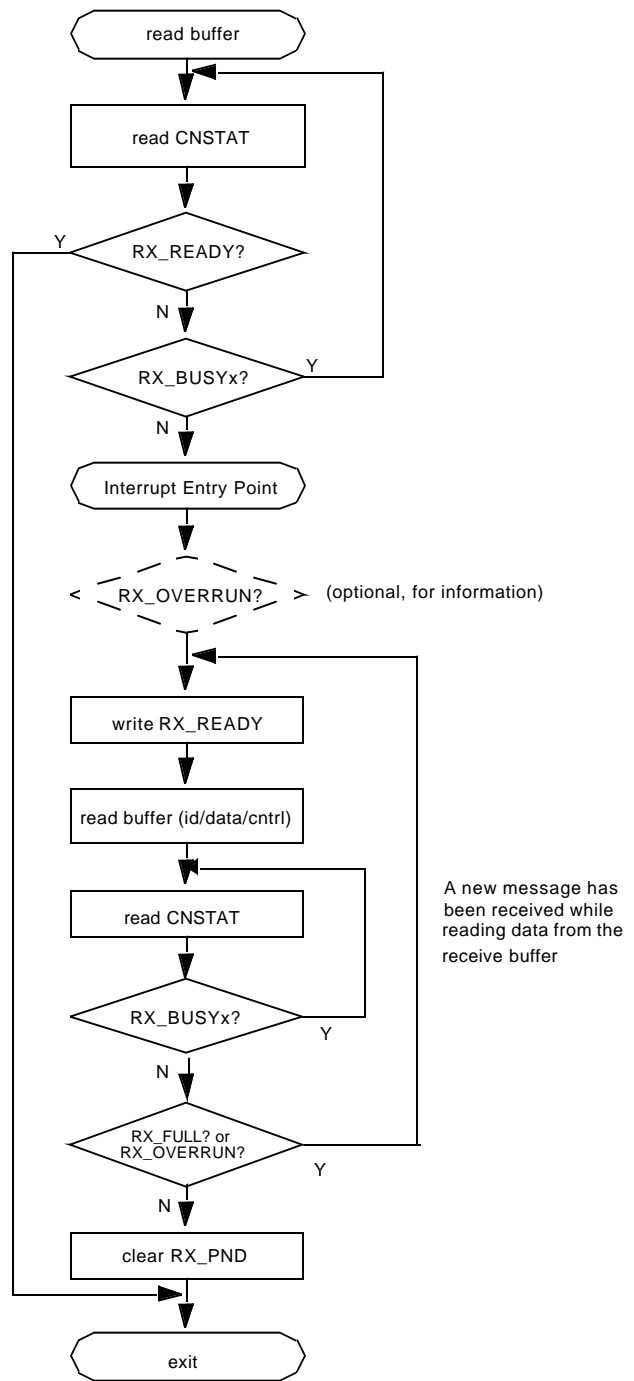 read buffer
read CNSTAT
Y
RX_READY?
N
RX_BUSYx?
Y
N
Interrupt Entry Point
RX_OVERRUN?
(optional, for information)
write RX_READY
read buffer (id/data/cntrl)
read CNSTAT
A new message has
been received while
reading data from the
receive buffer
RX_BUSYx?
Y
N
RX_FULL? or
RX_OVERRUN?
Y
N
clear RX_PND
exit